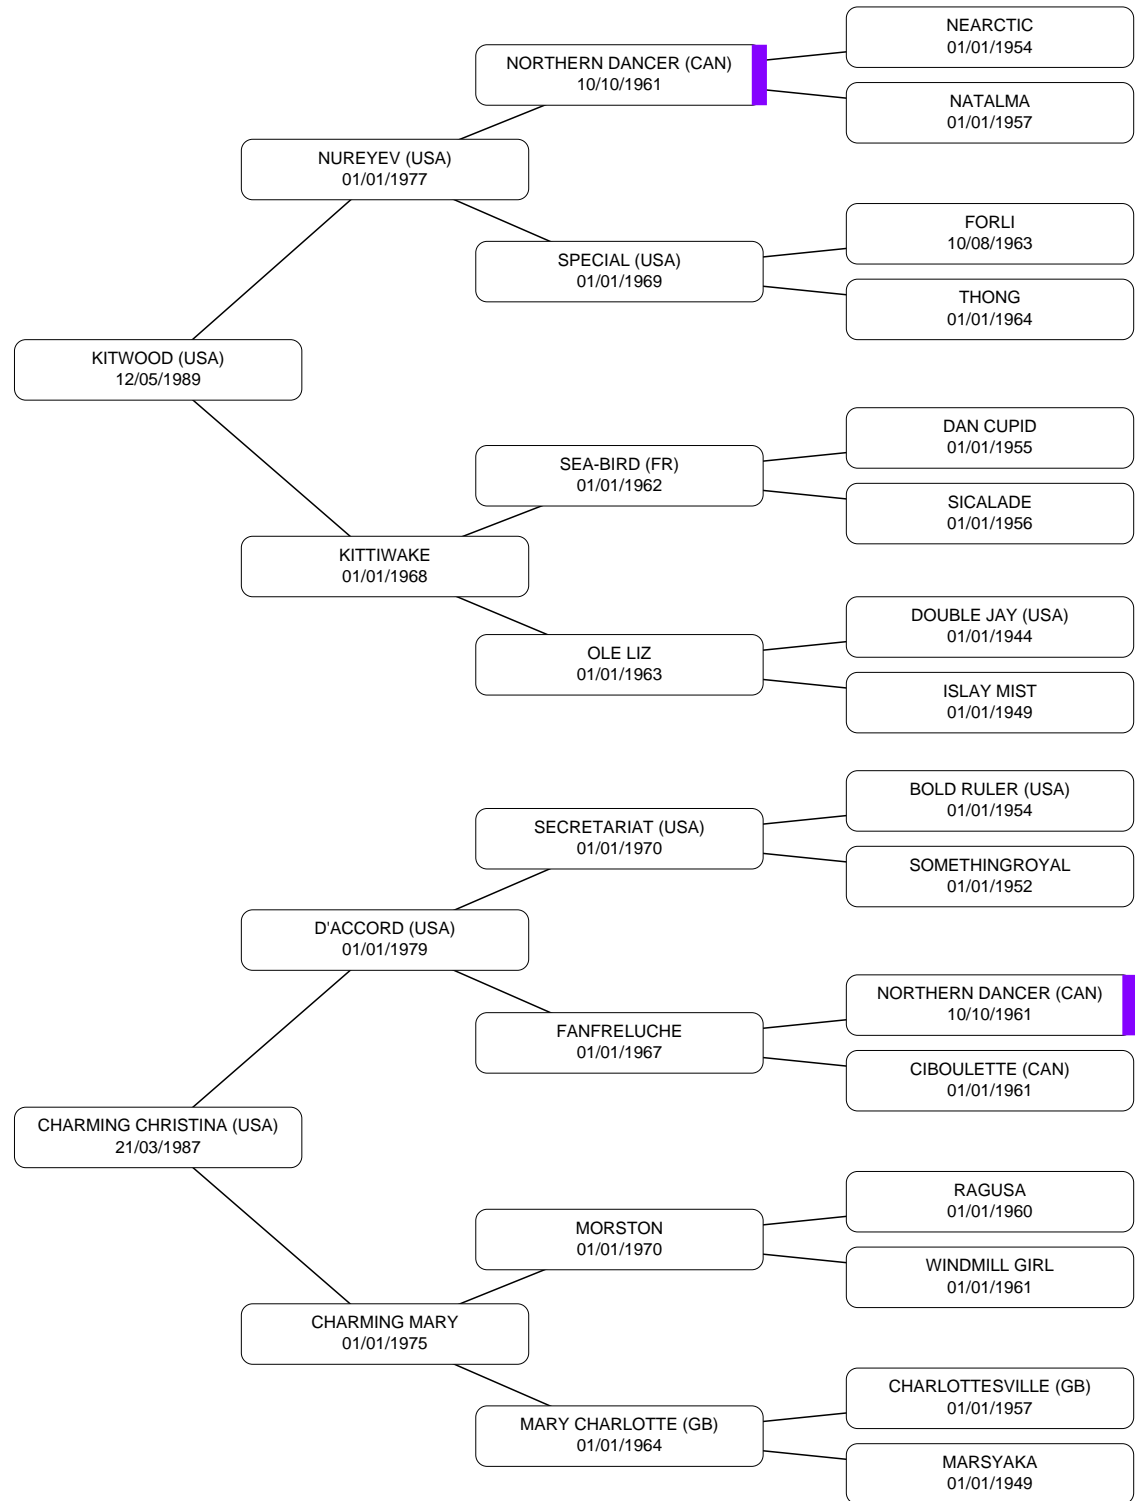 NEARCTIC
01/01/1954
NORTHERN DANCER (CAN)
10/10/1961
NATALMA
01/01/1957
NUREYEV (USA)
01/01/1977
FORLI
10/08/1963
SPECIAL (USA)
01/01/1969
THONG
01/01/1964
KITWOOD (USA)
12/05/1989
DAN CUPID
01/01/1955
SEA-BIRD (FR)
01/01/1962
SICALADE
01/01/1956
KITTIWAKE
01/01/1968
DOUBLE JAY (USA)
01/01/1944
OLE LIZ
01/01/1963
ISLAY MIST
01/01/1949
BOLD RULER (USA)
01/01/1954
SECRETARIAT (USA)
01/01/1970
SOMETHINGROYAL
01/01/1952
D'ACCORD (USA)
01/01/1979
NORTHERN DANCER (CAN)
10/10/1961
FANFRELUCHE
01/01/1967
CIBOULETTE (CAN)
01/01/1961
CHARMING CHRISTINA (USA)
21/03/1987
RAGUSA
01/01/1960
MORSTON
01/01/1970
WINDMILL GIRL
01/01/1961
CHARMING MARY
01/01/1975
CHARLOTTESVILLE (GB)
01/01/1957
MARY CHARLOTTE (GB)
01/01/1964
MARSYAKA
01/01/1949